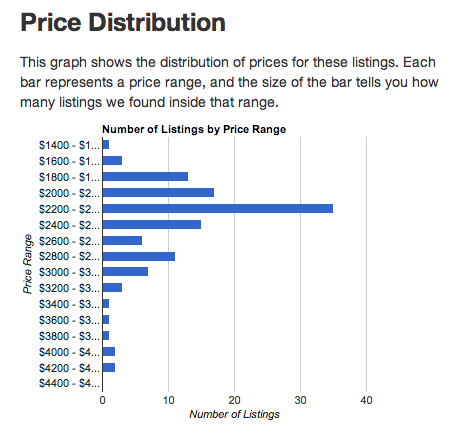 Price Distribution
This graph shows the distribution of prices for these listings. Each
bar represents a price range, and the size of the bar tells you how
many listings we found inside that range.
Number of Listings by Price Range
$1400 - $1...
$1600 - $1...
$1800 - $1...
$2000 - $2...
$2200 - $2...
$2400 - $2...
$2600 - $2...
$2800 - $2...
$3000 - $3...
$3200 - $3...
$3400 - $3...
$3600 - $3...
$3800 - $3...
$4000 - $4...
$4200 - $4...
$4400 - $4...
Price Range
0 10 20 30 40
Number of Listings